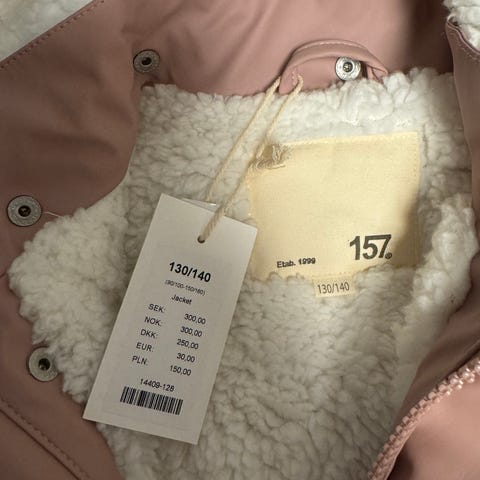 130/140
(90/100-150/160)
Jacket
SEK: 300,00
NOK: 300,00
DKK: 250,00
EUR: 30,00
PLN: 150,00
14409-128
Etab. 1999
157.
130/140